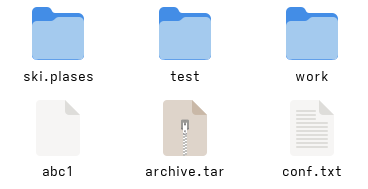 ski.plases test work
abc1 archive.tar conf.txt